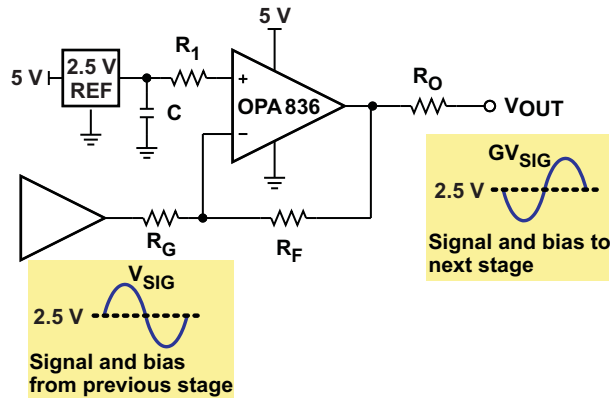 5 V
R1
5 V
2.5 V
REF
C
+
OPA836
−
RO
VOUT
GVSIG
2.5 V
Signal and bias to
next stage
RG
RF
VSIG
2.5 V
Signal and bias
from previous stage